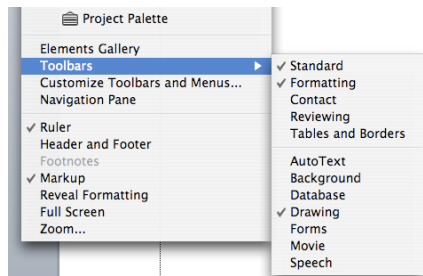 Project Palette
Elements Gallery
Toolbars
Customize Toolbars and Menus...
Navigation Pane
Ruler
Header and Footer
Footnotes
Markup
Reveal Formatting
Full Screen
Zoom...
Standard
Formatting
Contact
Reviewing
Tables and Borders
AutoText
Background
Database
Drawing
Forms
Movie
Speech